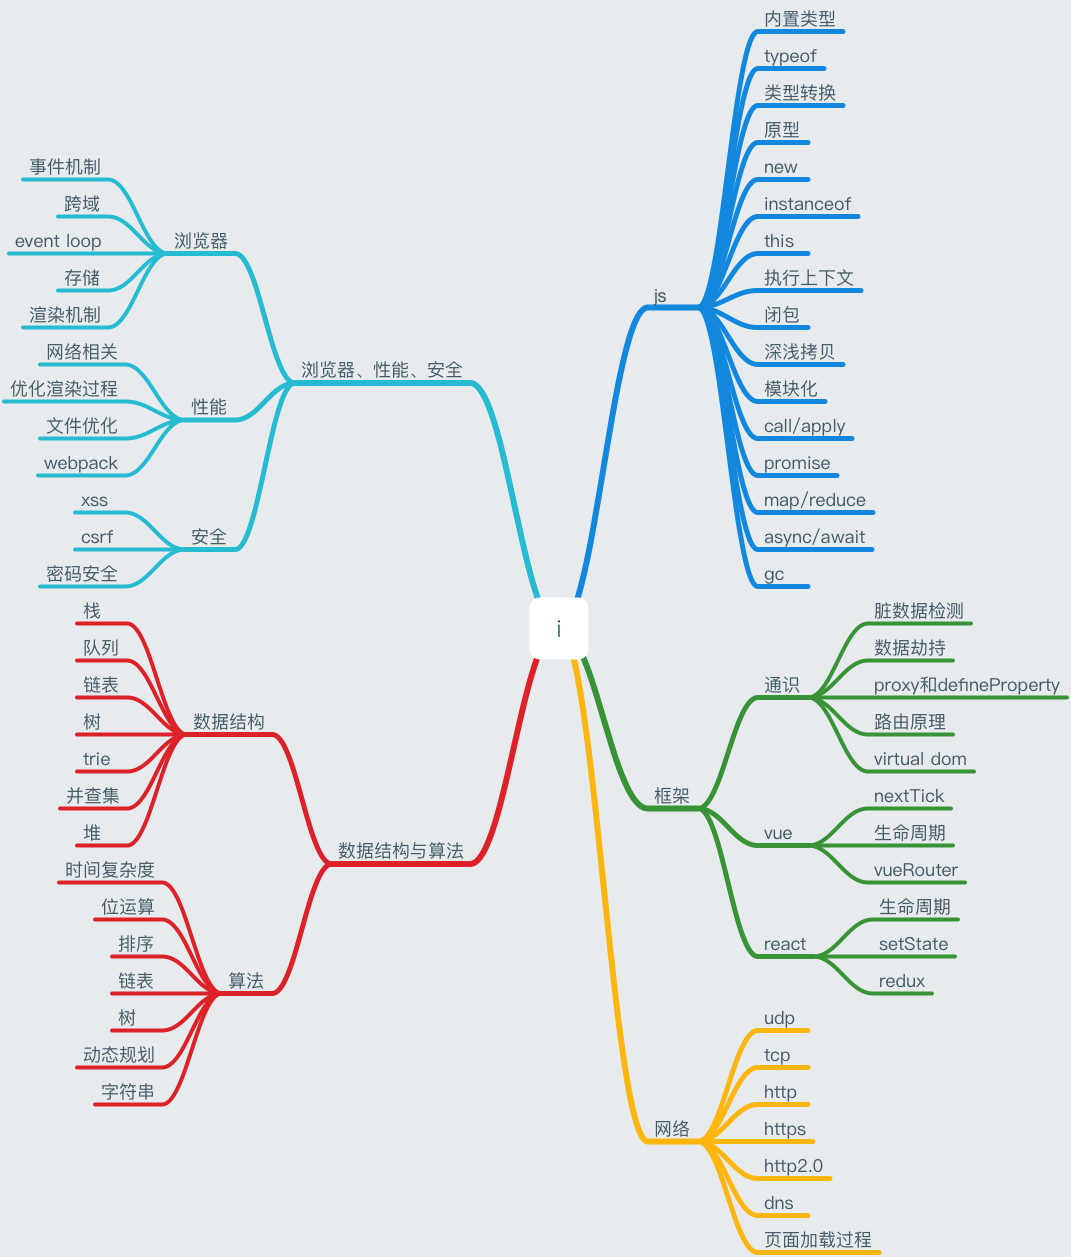 i
js
内置类型
typeof
类型转换
原型
new
instanceof
this
执行上下文
闭包
深浅拷贝
模块化
call/apply
promise
map/reduce
async/await
gc
框架
通识
脏数据检测
数据劫持
proxy和defineProperty
路由原理
virtual dom
vue
nextTick
生命周期
vueRouter
react
生命周期
setState
redux
网络
udp
tcp
http
https
http2.0
dns
页面加载过程
浏览器、性能、安全
浏览器
事件机制
跨域
event loop
存储
渲染机制
性能
网络相关
优化渲染过程
文件优化
webpack
安全
xss
csrf
密码安全
数据结构与算法
数据结构
栈
队列
链表
树
trie
并查集
堆
算法
时间复杂度
位运算
排序
链表
树
动态规划
字符串